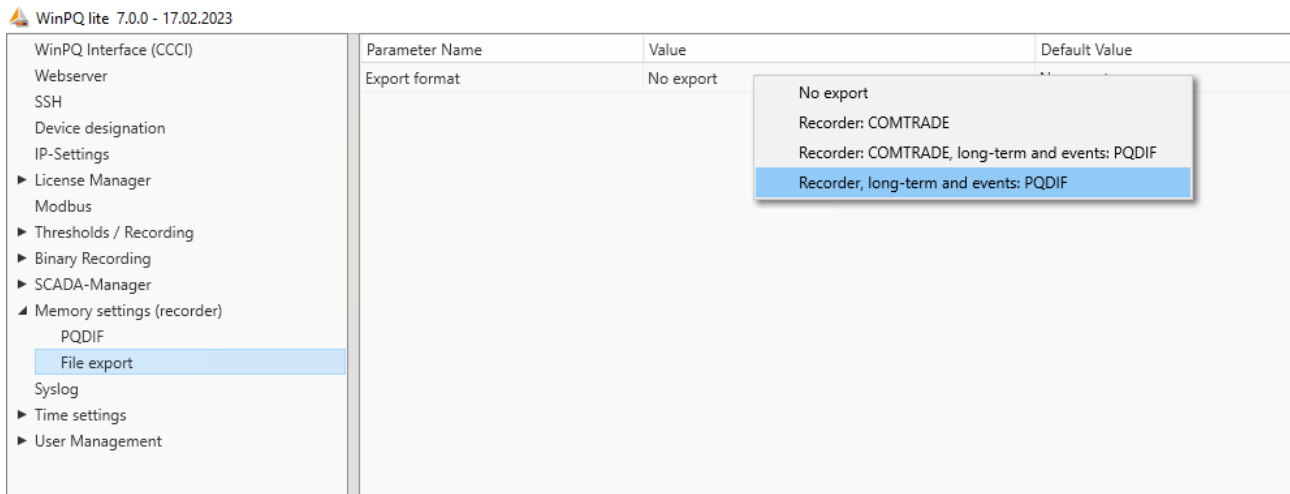 WinPQ lite 7.0.0 - 17.02.2023
WinPQ Interface (CCCI)
Webserver
SSH
Device designation
IP-Settings
License Manager
Modbus
Thresholds / Recording
Binary Recording
SCADA-Manager
Memory settings (recorder)
PQDIF
File export
Syslog
Time settings
User Management
Parameter Name Value Default Value
Export format No export
No export
Recorder: COMTRADE
Recorder: COMTRADE, long-term and events: PQDIF
Recorder, long-term and events: PQDIF